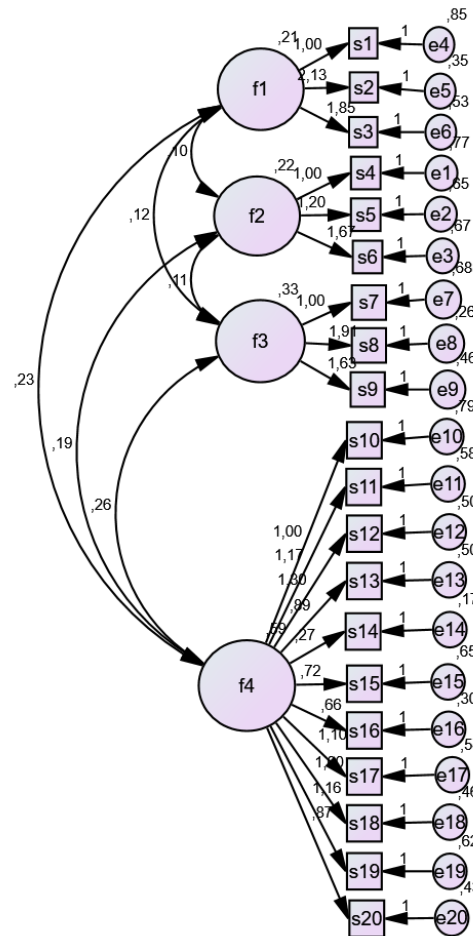 ,85
,21
1,00
s1
1
e4
,35
f1
2,13
s2
1
e5
,53
1,85
s3
1
e6
,77
,10
,22
1,00
s4
1
e1
,65
,12
f2
1,20
s5
1
e2
,67
1,67
s6
1
e3
,68
,11
,33
1,00
s7
1
e7
,26
f3
1,91
s8
1
e8
,46
1,63
s9
1
e9
,79
,23
,19
,26
s10
1
e10
,58
s11
1
e11
,50
1,00
s12
1
e12
,50
1,17
s13
1
e13
,17
,89
,59
,27
s14
1
e14
,65
f4
,72
s15
1
e15
,30
,66
s16
1
e16
1,10
s17
1
e17
,46
1,16
s18
1
e18
,62
,87
s19
1
e19
s20
1
e20